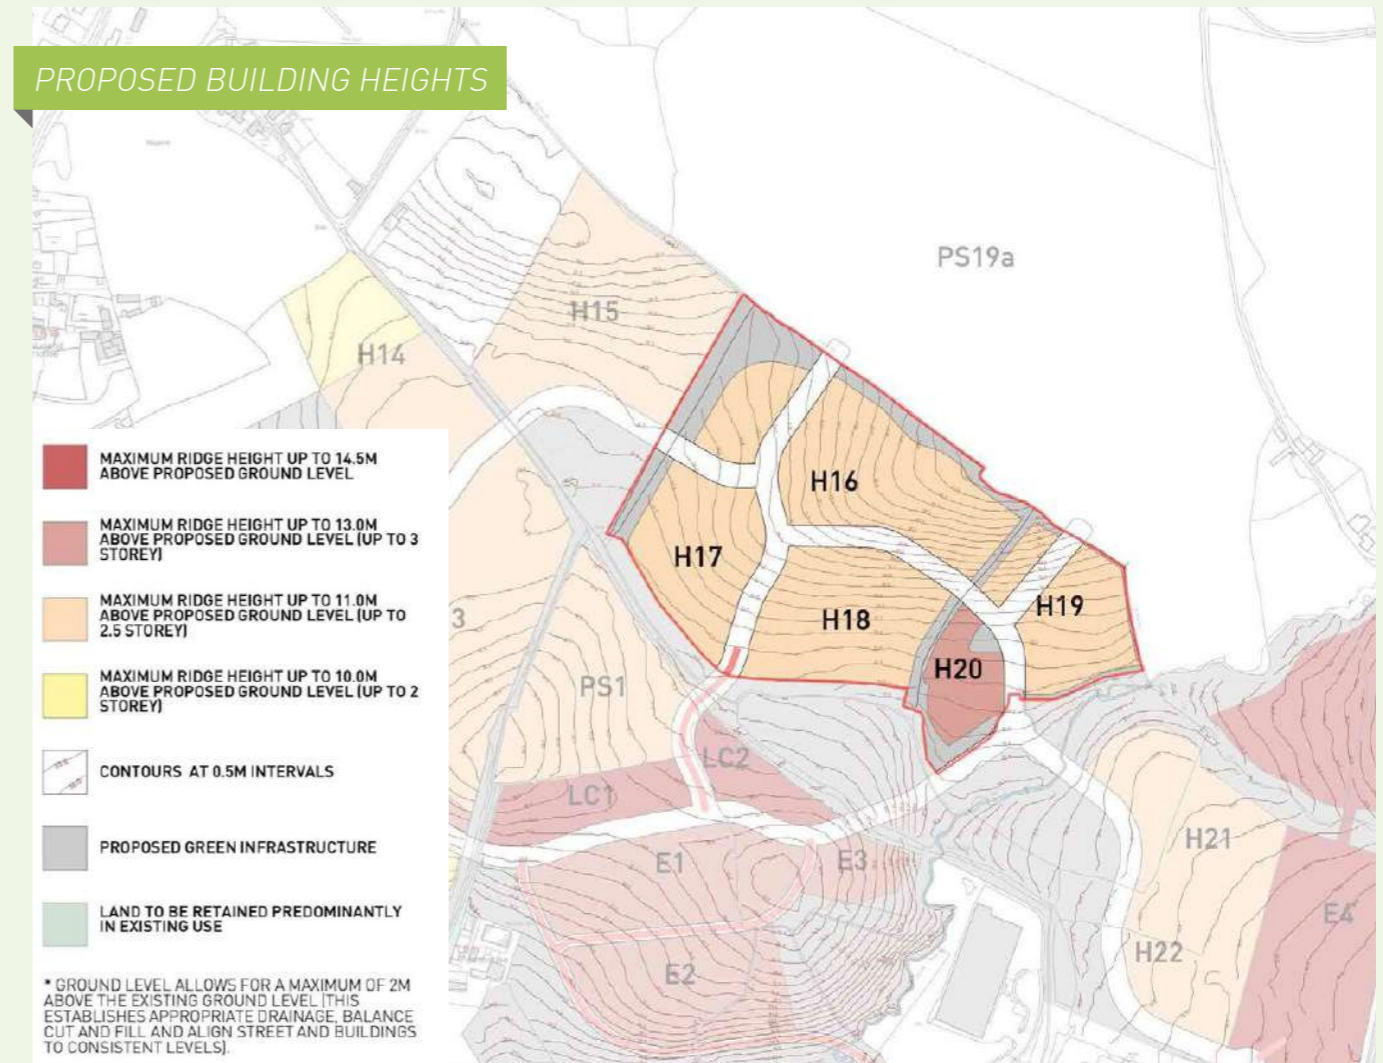 PROPOSED BUILDING HEIGHTS
PS19a
H15
H14
H16
H17
H18
H19
H20
3
PS1
LC2
LC1
E1
E3
E2
H21
H22
E4
MAXIMUM RIDGE HEIGHT UP TO 14.5M
ABOVE PROPOSED GROUND LEVEL
MAXIMUM RIDGE HEIGHT UP TO 13.0M
ABOVE PROPOSED GROUND LEVEL (UP TO 3
STOREY)
MAXIMUM RIDGE HEIGHT UP TO 11.0M
ABOVE PROPOSED GROUND LEVEL (UP TO
2.5 STOREY)
MAXIMUM RIDGE HEIGHT UP TO 10.0M
ABOVE PROPOSED GROUND LEVEL (UP TO 2
STOREY)
CONTOURS AT 0.5M INTERVALS
PROPOSED GREEN INFRASTRUCTURE
LAND TO BE RETAINED PREDOMINANTLY
IN EXISTING USE
* GROUND LEVEL ALLOWS FOR A MAXIMUM OF 2M
ABOVE THE EXISTING GROUND LEVEL (THIS
ESTABLISHES APPROPRIATE DRAINAGE, BALANCE
CUT AND FILL AND ALIGN STREET AND BUILDINGS
TO CONSISTENT LEVELS).